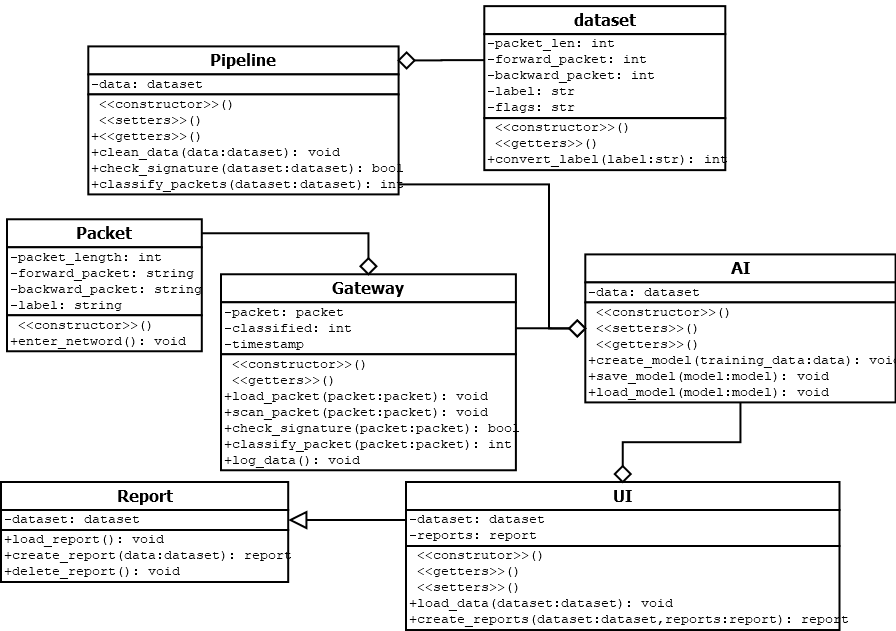 dataset
-packet_len: int
-forward_packet: int
-backward_packet: int
-label: str
-flags: str
<<constructor>>()
<<getters>>()
+convert_label(label:str): int
Pipeline
-data: dataset
<<constructor>>()
<<setters>>()
+<<getters>>()
+clean_data(data:dataset): void
+check_signature(dataset:dataset): bool
+classify_packets(dataset:dataset): int
Packet
-packet_length: int
-forward_packet: string
-backward_packet: string
-label: string
<<constructor>>()
+enter_netword(): void
Gateway
-packet: packet
-classified: int
-timestamp
<<constructor>>()
<<getters>>()
+load_packet(packet:packet): void
+scan_packet(packet:packet): void
+check_signature(packet:packet): bool
+classify_packet(packet:packet): int
+log_data(): void
AI
-data: dataset
<<constructor>>()
<<setters>>()
<<getters>>()
+create_model(training_data:data): void
+save_model(model:model): void
+load_model(model:model): void
Report
-dataset: dataset
+load_report(): void
+create_report(data:dataset): report
+delete_report(): void
UI
-dataset: dataset
-reports: report
<<construtor>>()
<<getters>>()
<<setters>>()
+load_data(dataset:dataset): void
+create_reports(dataset:dataset,reports:report): report